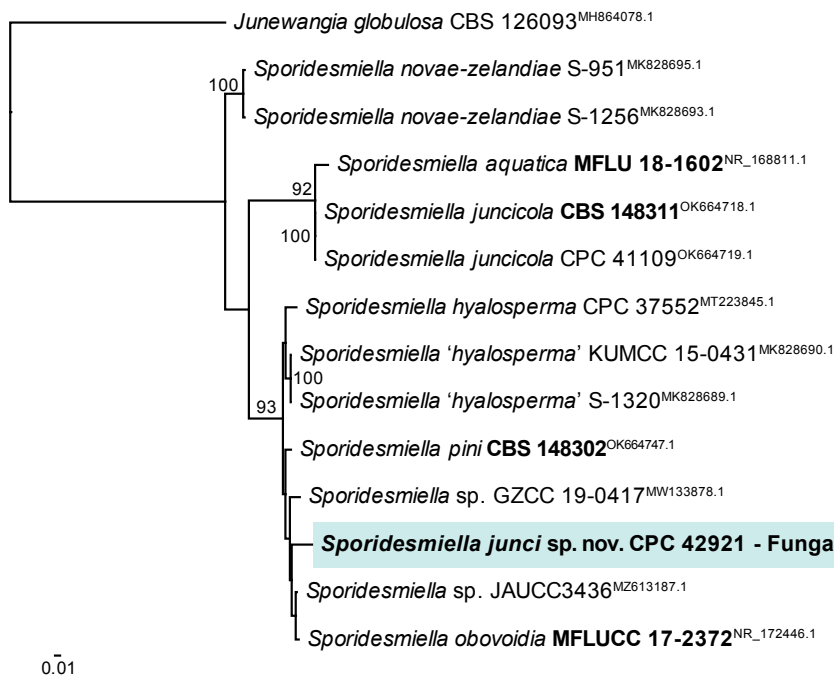 Junewangia globulosa CBS 126093MH864078.1
Sporidesmiella novae-zelandiae S-951MK828695.1
100
Sporidesmiella novae-zelandiae S-1256MK828693.1
Sporidesmiella aquatica MFLU 18-1602NR_168811.1
92
Sporidesmiella juncicola CBS 148311OK664718.1
100
Sporidesmiella juncicola CPC 41109OK664719.1
Sporidesmiella hyalosperma CPC 37552MT223845.1
Sporidesmiella ‘hyalosperma’ KUMCC 15-0431MK828690.1
100
Sporidesmiella ‘hyalosperma’ S-1320MK828689.1
93
Sporidesmiella pini CBS 148302OK664747.1
Sporidesmiella sp. GZCC 19-0417MW133878.1
Sporidesmiella junci sp. nov. CPC 42921 - Funga
Sporidesmiella sp. JAUCC3436MZ613187.1
Sporidesmiella obovoidia MFLUCC 17-2372NR_172446.1
0.01